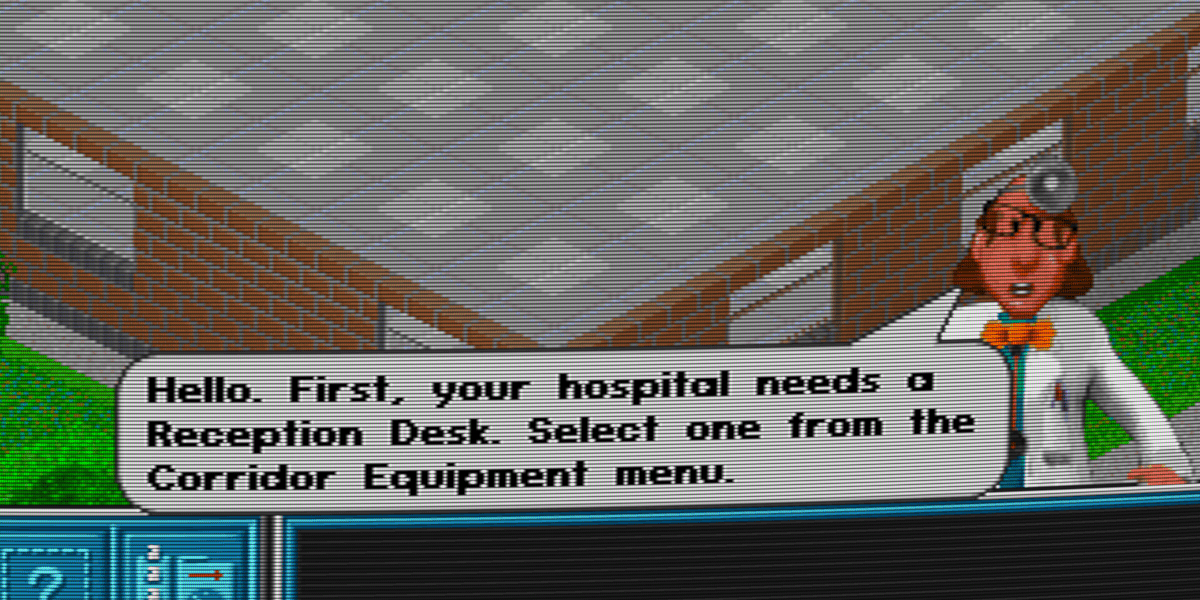 Hello. First, your hospital needs a
Reception Desk. Select one from the
Corridor Equipment menu.
?